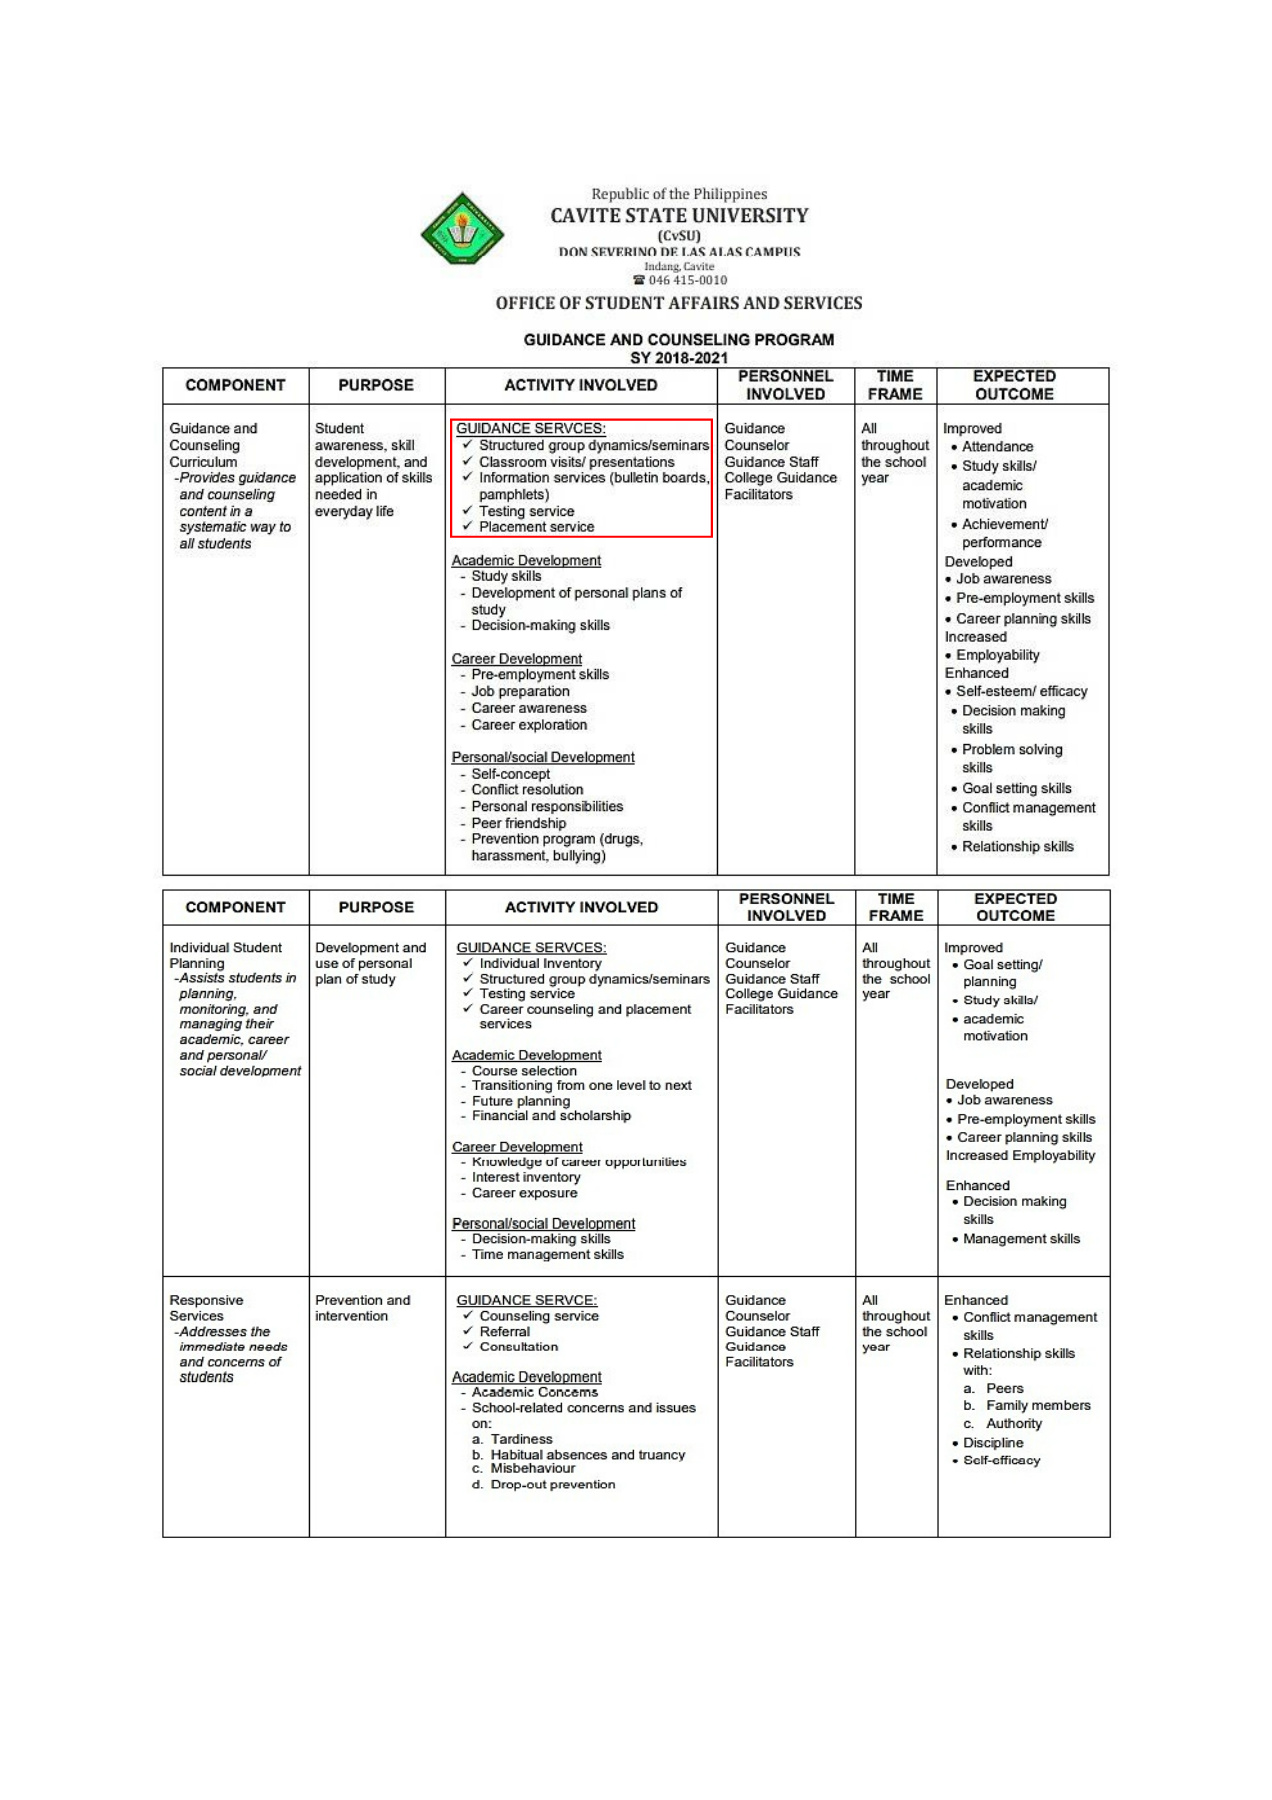 Republic of the Philippines
CAVITE STATE UNIVERSITY
(CvSU)
DON SEVERINO DE LAS ALAS CAMPUS
Indang, Cavite
☎ 046 415-0010
OFFICE OF STUDENT AFFAIRS AND SERVICES
GUIDANCE AND COUNSELING PROGRAM
SY 2018-2021
COMPONENT
PURPOSE
ACTIVITY INVOLVED
PERSONNEL
INVOLVED
TIME
FRAME
EXPECTED
OUTCOME
Guidance and
Counseling
Curriculum
-Provides guidance
and counseling
content in a
systematic way to
all students
Student
awareness, skill
development, and
application of skills
needed in
everyday life
GUIDANCE SERVCES:
✓ Structured group dynamics/seminars
✓ Classroom visits/ presentations
✓ Information services (bulletin boards,
pamphlets)
✓ Testing service
✓ Placement service
Academic Development
- Study skills
- Development of personal plans of
study
- Decision-making skills
Career Development
- Pre-employment skills
- Job preparation
- Career awareness
- Career exploration
Personal/social Development
- Self-concept
- Conflict resolution
- Personal responsibilities
- Peer friendship
- Prevention program (drugs,
harassment, bullying)
Guidance
Counselor
Guidance Staff
College Guidance
Facilitators
All
throughout
the school
year
Improved
• Attendance
• Study skills/
academic
motivation
• Achievement/
performance
Developed
• Job awareness
• Pre-employment skills
• Career planning skills
Increased
• Employability
Enhanced
• Self-esteem/ efficacy
• Decision making
skills
• Problem solving
skills
• Goal setting skills
• Conflict management
skills
• Relationship skills
COMPONENT
PURPOSE
ACTIVITY INVOLVED
PERSONNEL
INVOLVED
TIME
FRAME
EXPECTED
OUTCOME
Individual Student
Planning
-Assists students in
planning,
monitoring, and
managing their
academic, career
and personal/
social development
Development and
use of personal
plan of study
GUIDANCE SERVCES:
✓ Individual Inventory
✓ Structured group dynamics/seminars
✓ Testing service
✓ Career counseling and placement
services
Academic Development
- Course selection
- Transitioning from one level to next
- Future planning
- Financial and scholarship
Career Development
- Knowledge of career opportunities
- Interest inventory
- Career exposure
Personal/social Development
- Decision-making skills
- Time management skills
Guidance
Counselor
Guidance Staff
College Guidance
Facilitators
All
throughout
the school
year
Improved
• Goal setting/
planning
• Study skills/
• academic
motivation
Developed
• Job awareness
• Pre-employment skills
• Career planning skills
Increased Employability
Enhanced
• Decision making
skills
• Management skills
Responsive
Services
-Addresses the
immediate needs
and concerns of
students
Prevention and
intervention
GUIDANCE SERVCE:
✓ Counseling service
✓ Referral
✓ Consultation
Academic Development
- Academic Concerns
- School-related concerns and issues
on:
a. Tardiness
b. Habitual absences and truancy
c. Misbehaviour
d. Drop-out prevention
Guidance
Counselor
Guidance Staff
Guidance
Facilitators
All
throughout
the school
year
Enhanced
• Conflict management
skills
• Relationship skills
with:
a. Peers
b. Family members
c. Authority
• Discipline
• Self-efficacy